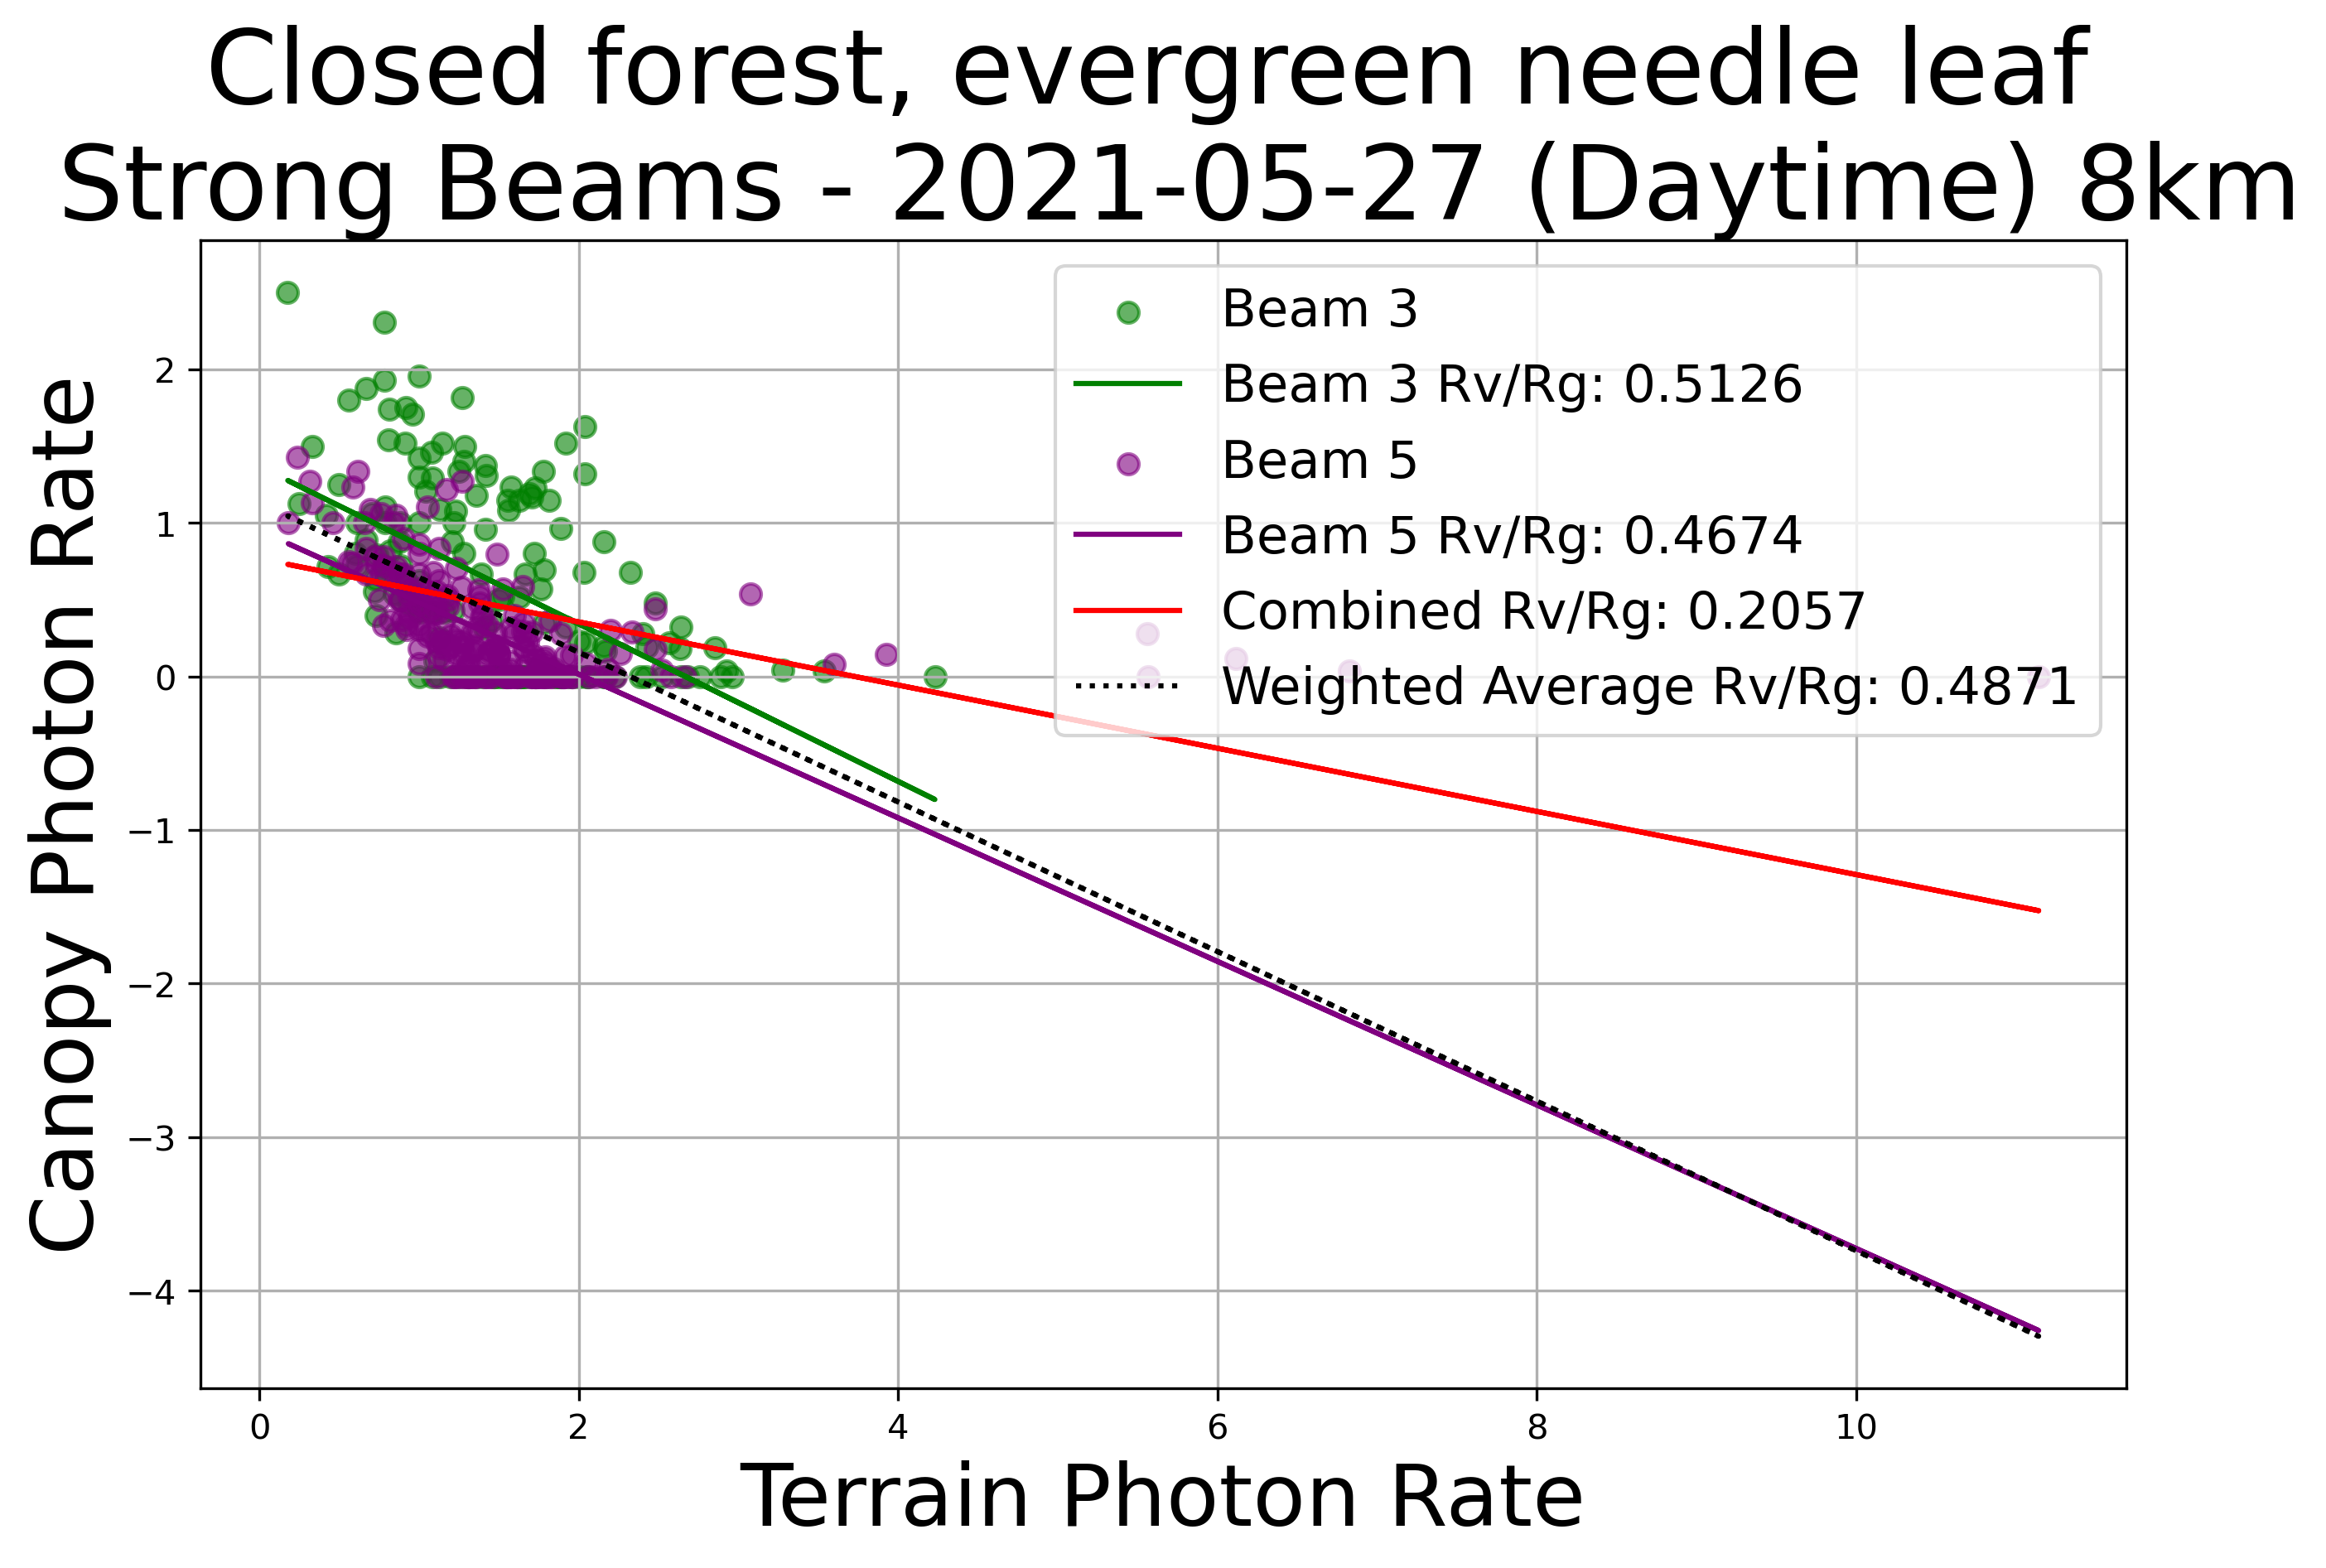 Closed forest, evergreen needle leaf
Strong Beams - 2021-05-27 (Daytime) 8km
Canopy Photon Rate
2
1
0
−1
−2
−3
−4
Beam 3
Beam 3 Rv/Rg: 0.5126
Beam 5
Beam 5 Rv/Rg: 0.4674
Combined Rv/Rg: 0.2057
Weighted Average Rv/Rg: 0.4871
0 2 4 6 8 10
Terrain Photon Rate